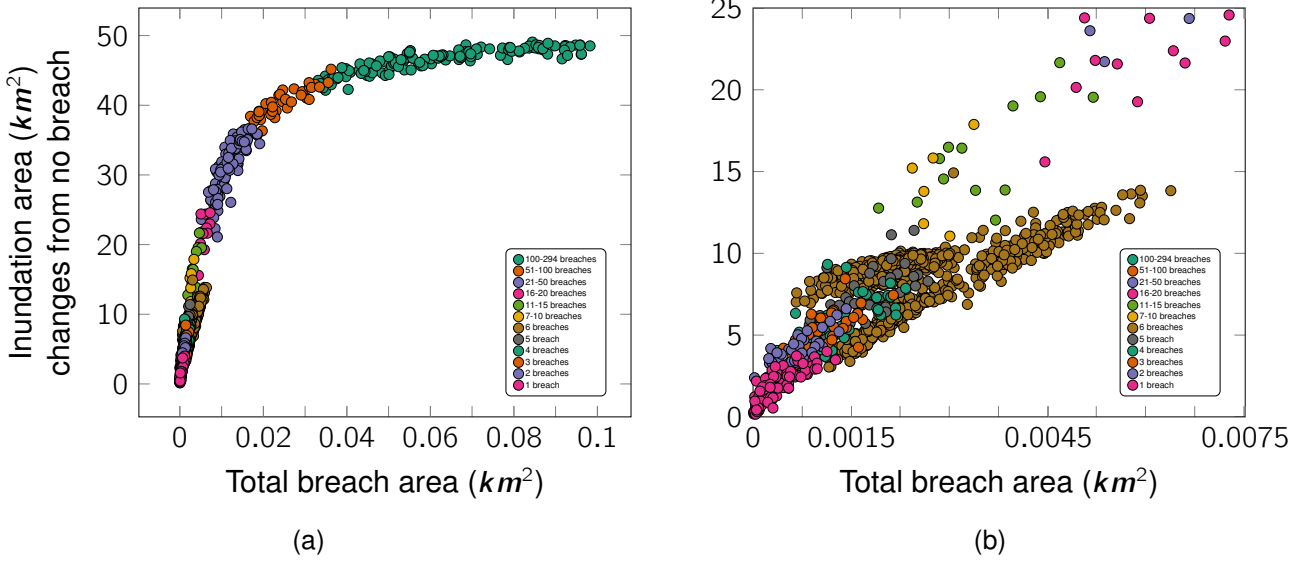 50
40
30
20
10
0
Inundation area (km²)
changes from no breach
100-294 breaches
51-100 breaches
21-50 breaches
16-20 breaches
11-15 breaches
7-10 breaches
6 breaches
5 breach
4 breaches
3 breaches
2 breaches
1 breach
0 0.02 0.04 0.06 0.08 0.1
Total breach area (km²)
(a)
25
20
15
10
5
0
100-294 breaches
51-100 breaches
21-50 breaches
16-20 breaches
11-15 breaches
7-10 breaches
6 breaches
5 breach
4 breaches
3 breaches
2 breaches
1 breach
0 0.0015 0.0045 0.0075
Total breach area (km²)
(b)